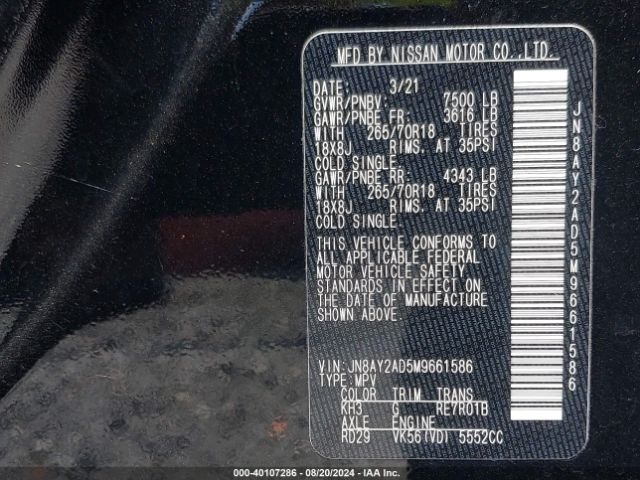 MFD BY NISSAN MOTOR CO.,LTD.
DATE: 3/21
GVWR/PNBV: 7500 LB
GAWR/PNBE FR: 3616 LB
WITH 265/70R18 TIRES
18X8J RIMS. AT 35PSI
COLD SINGLE
GAWR/PNBE RR: 4343 LB
WITH 265/70R18 TIRES
18X8J RIMS. AT 35PSI
COLD SINGLE
THIS VEHICLE CONFORMS TO
ALL APPLICABLE FEDERAL
MOTOR VEHICLE SAFETY
STANDARDS IN EFFECT ON
THE DATE OF MANUFACTURE
SHOWN ABOVE.
VIN: JN8AY2AD5M9661586
TYPE: MPV
COLOR TRIM TRANS
KH3 G RE7R01B
AXLE ENGINE
RD29 VK56(VD) 5552CC
JN8AY2AD5M9661586
000-40107286 - 08/20/2024 - IAA Inc.